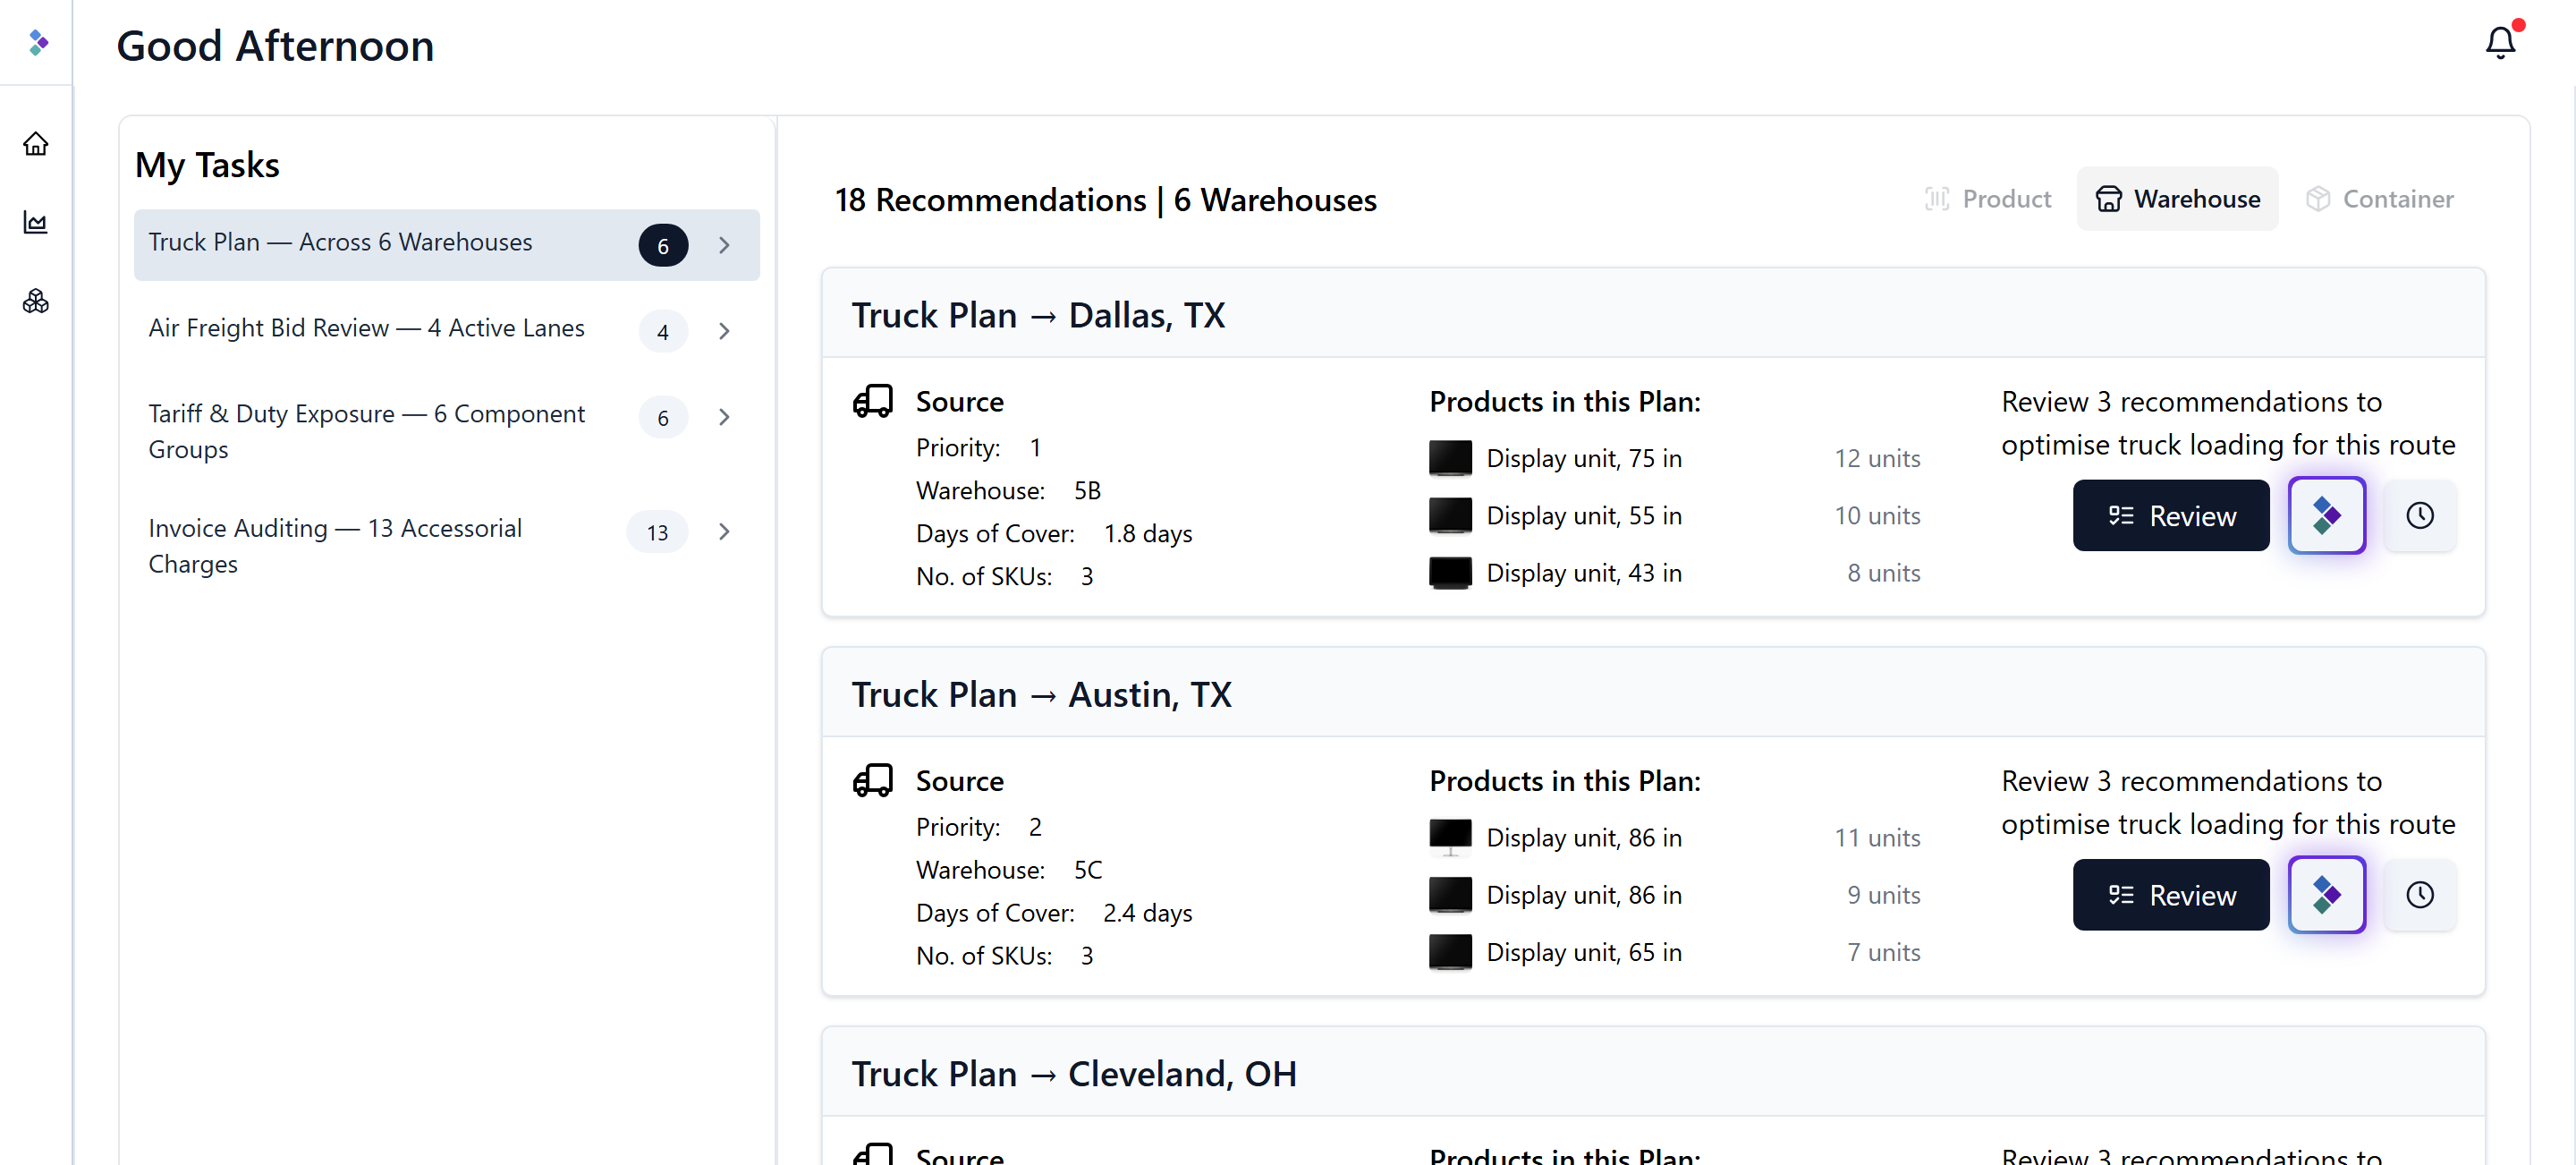 Good Afternoon
My Tasks
Truck Plan — Across 6 Warehouses
6
Air Freight Bid Review — 4 Active Lanes
4
Tariff & Duty Exposure — 6 Component
Groups
6
Invoice Auditing — 13 Accessorial
Charges
13
18 Recommendations | 6 Warehouses
Product
Warehouse
Container
Truck Plan → Dallas, TX
Source
Priority: 1
Warehouse: 5B
Days of Cover: 1.8 days
No. of SKUs: 3
Products in this Plan:
Display unit, 75 in 12 units
Display unit, 55 in 10 units
Display unit, 43 in 8 units
Review 3 recommendations to
optimise truck loading for this route
Review
Truck Plan → Austin, TX
Source
Priority: 2
Warehouse: 5C
Days of Cover: 2.4 days
No. of SKUs: 3
Products in this Plan:
Display unit, 86 in 11 units
Display unit, 86 in 9 units
Display unit, 65 in 7 units
Review 3 recommendations to
optimise truck loading for this route
Review
Truck Plan → Cleveland, OH
Source
Products in this Plan:
Review 3 recommendations to